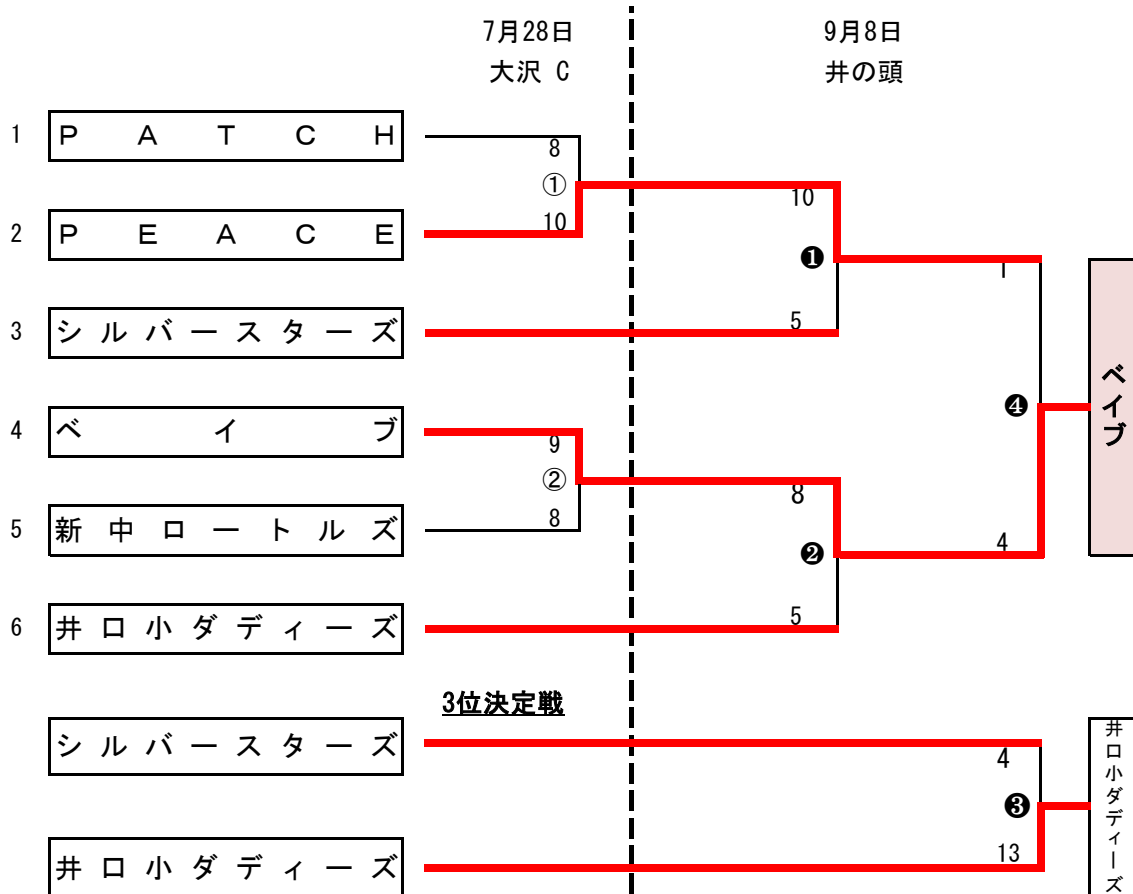 7月28日 9月8日
大沢 C 井の頭
1 PATCH
8
①
10
10
2 PEACE
❶
1
3 シルバースターズ
5
ベイブ
4 ベイブ
9
❹
②
8
5 新中ロートルズ
8
❷
4
6 井口小ダディーズ
5
3位決定戦
シルバースターズ
4
❸
井口小ダディーズ
井口小ダディーズ
13